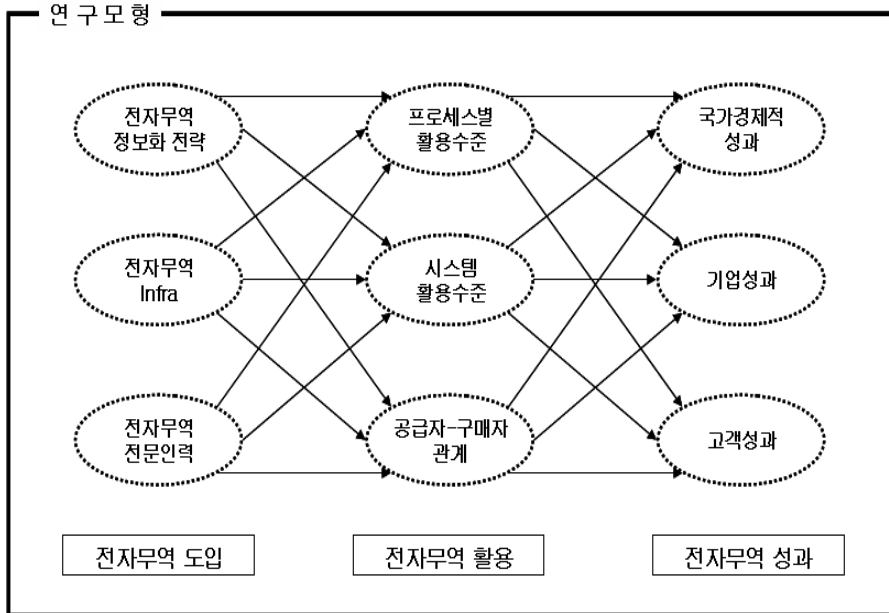 연구모형
전자무역
정보화 전략
프로세스별
활용수준
국가경제적
성과
전자무역
Infra
시스템
활용수준
기업성과
전자무역
전문인력
공급자-구매자
관계
고객성과
전자무역 도입
전자무역 활용
전자무역 성과